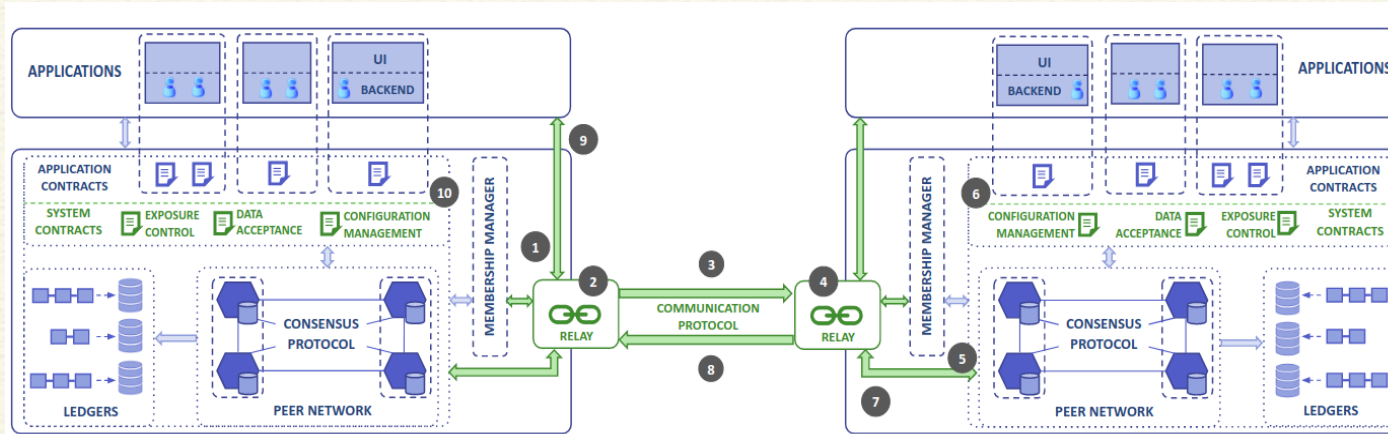 APPLICATIONS
UI
BACKEND
9
APPLICATION
CONTRACTS
10
SYSTEM
CONTRACTS
EXPOSURE
CONTROL
DATA
ACCEPTANCE
CONFIGURATION
MANAGEMENT
MEMBERSHIP MANAGER
1
2
RELAY
CONSENSUS
PROTOCOL
LEDGERS
PEER NETWORK
3
COMMUNICATION
PROTOCOL
8
UI
BACKEND
APPLICATIONS
4
RELAY
MEMBERSHIP MANAGER
6
APPLICATION
CONTRACTS
CONFIGURATION
MANAGEMENT
DATA
ACCEPTANCE
EXPOSURE
CONTROL
SYSTEM
CONTRACTS
5
7
CONSENSUS
PROTOCOL
PEER NETWORK
LEDGERS